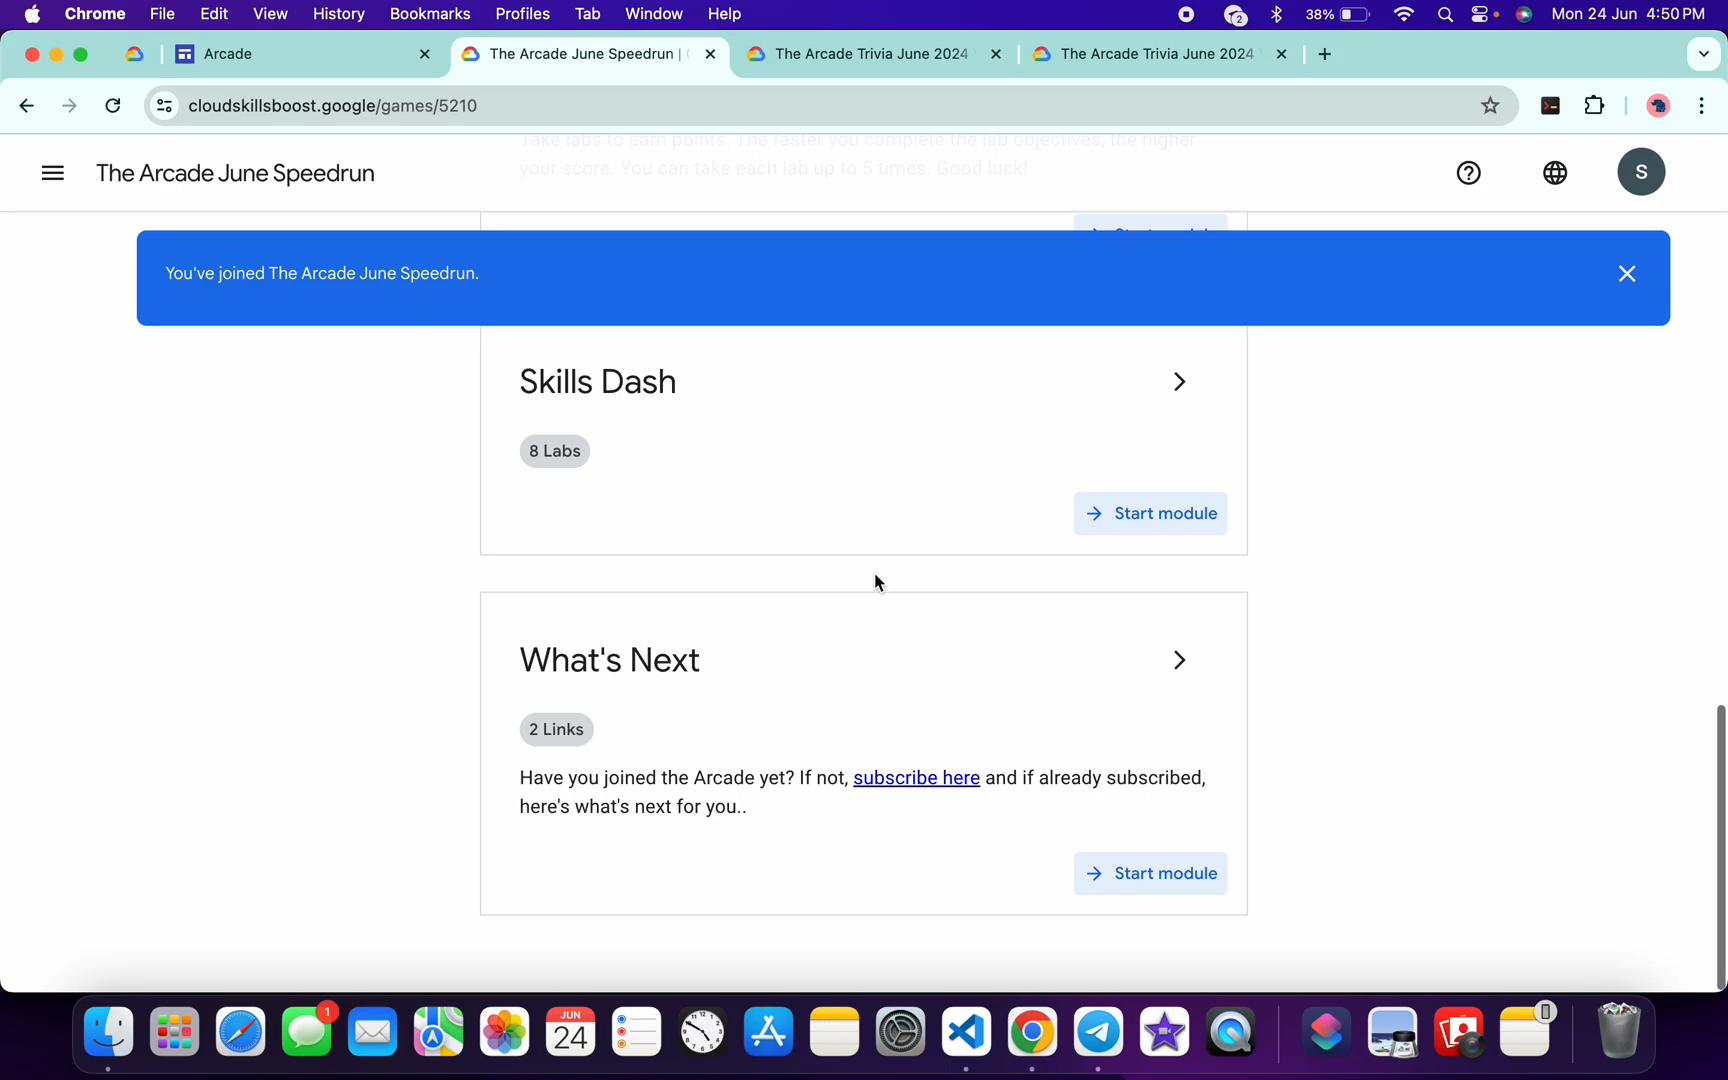 Chrome File Edit View History Bookmarks Profiles Tab Window Help 2 38% Mon 24 Jun 4:50 PM
Arcade The Arcade June Speedrun | The Arcade Trivia June 2024 The Arcade Trivia June 2024
cloudskillsboost.google/games/5210
Take labs to earn points. The faster you complete the lab objectives, the higher
The Arcade June Speedrun S
your score. You can take each lab up to 5 times. Good luck!
You've joined The Arcade June Speedrun.
Skills Dash
8 Labs
Start module
What's Next
2 Links
Have you joined the Arcade yet? If not, subscribe here and if already subscribed,
here's what's next for you..
Start module
1
JUN
24